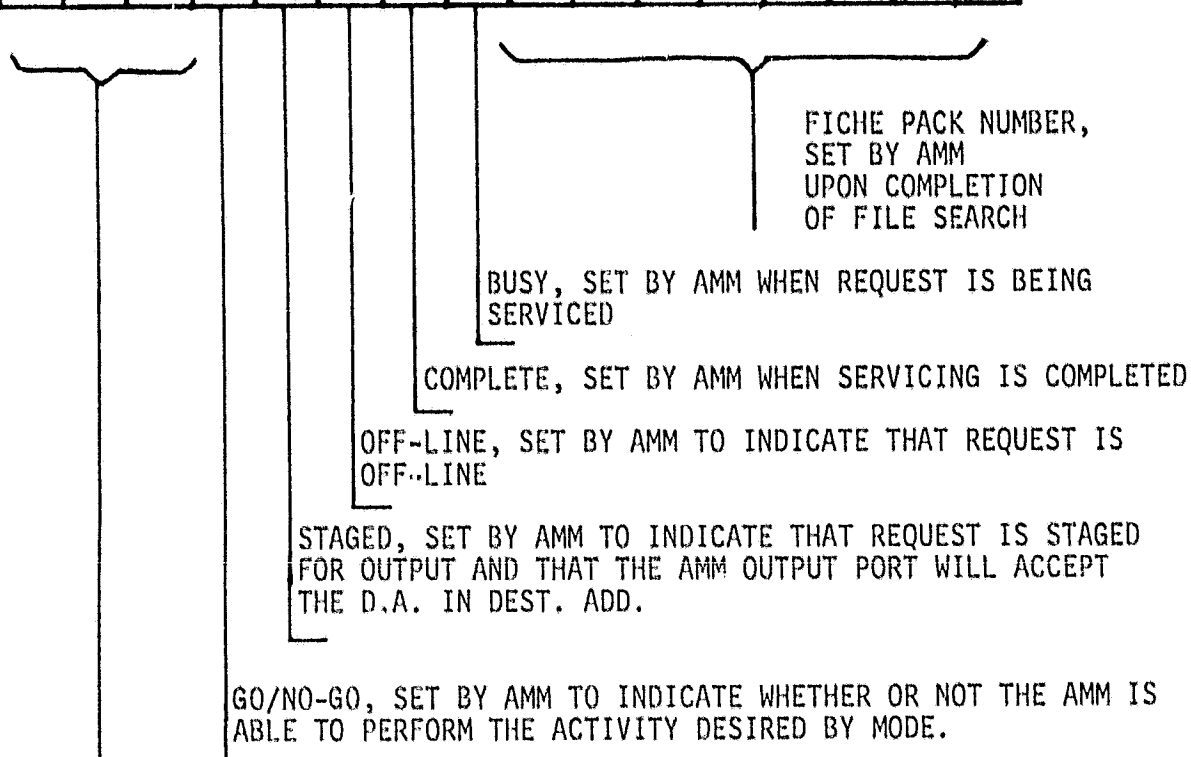 FICHE PACK NUMBER,
SET BY AMM
UPON COMPLETION
OF FILE SEARCH
BUSY, SET BY AMM WHEN REQUEST IS BEING
SERVICED
COMPLETE, SET BY AMM WHEN SERVICING IS COMPLETED
OFF-LINE, SET BY AMM TO INDICATE THAT REQUEST IS
OFF-LINE
STAGED, SET BY AMM TO INDICATE THAT REQUEST IS STAGED
FOR OUTPUT AND THAT THE AMM OUTPUT PORT WILL ACCEPT
THE D.A. IN DEST. ADD.
GO/NO-GO, SET BY AMM TO INDICATE WHETHER OR NOT THE AMM IS
ABLE TO PERFORM THE ACTIVITY DESIRED BY MODE.